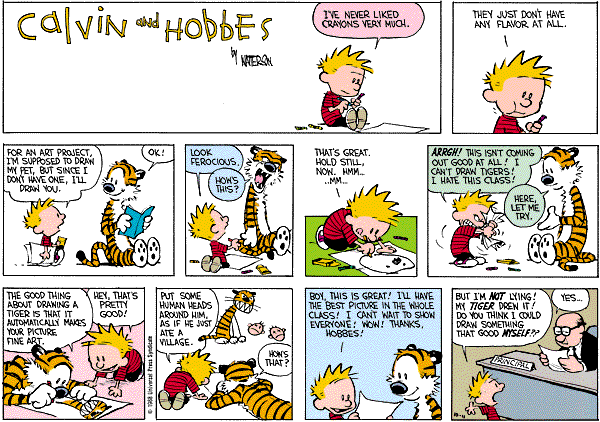 Calvin and HobbEs
by WATERSON
I'VE NEVER LIKED
CRAYONS VERY MUCH.
THEY JUST DON'T HAVE
ANY FLAVOR AT ALL.
FOR AN ART PROJECT,
I'M SUPPOSED TO DRAW
MY PET, BUT SINCE I
DON'T HAVE ONE, I'LL
DRAW YOU.
OK!
LOOK
FEROCIOUS.
HOW'S
THIS?
THAT'S GREAT.
HOLD STILL,
NOW. HMM...
..MM...
ARRGH! THIS ISN'T COMING
OUT GOOD AT ALL! I
CAN'T DRAW TIGERS!
I HATE THIS CLASS!
HERE,
LET ME
TRY.
THE GOOD THING
ABOUT DRAWING A
TIGER IS THAT IT
AUTOMATICALLY MAKES
YOUR PICTURE
FINE ART.
HEY, THAT'S
PRETTY
GOOD!
© 1988 Universal Press Syndicate
PUT SOME
HUMAN HEADS
AROUND HIM,
AS IF HE JUST
ATE A
VILLAGE.
HOW'S
THAT?
BOY, THIS IS GREAT! I'LL HAVE
THE BEST PICTURE IN THE WHOLE
CLASS! I CAN'T WAIT TO SHOW
EVERYONE! WOW! THANKS,
HOBBES!
BUT I'M NOT LYING!
MY TIGER DREW IT!
DO YOU THINK I COULD
DRAW SOMETHING
THAT GOOD MYSELF??
YES...
PRINCIPAL